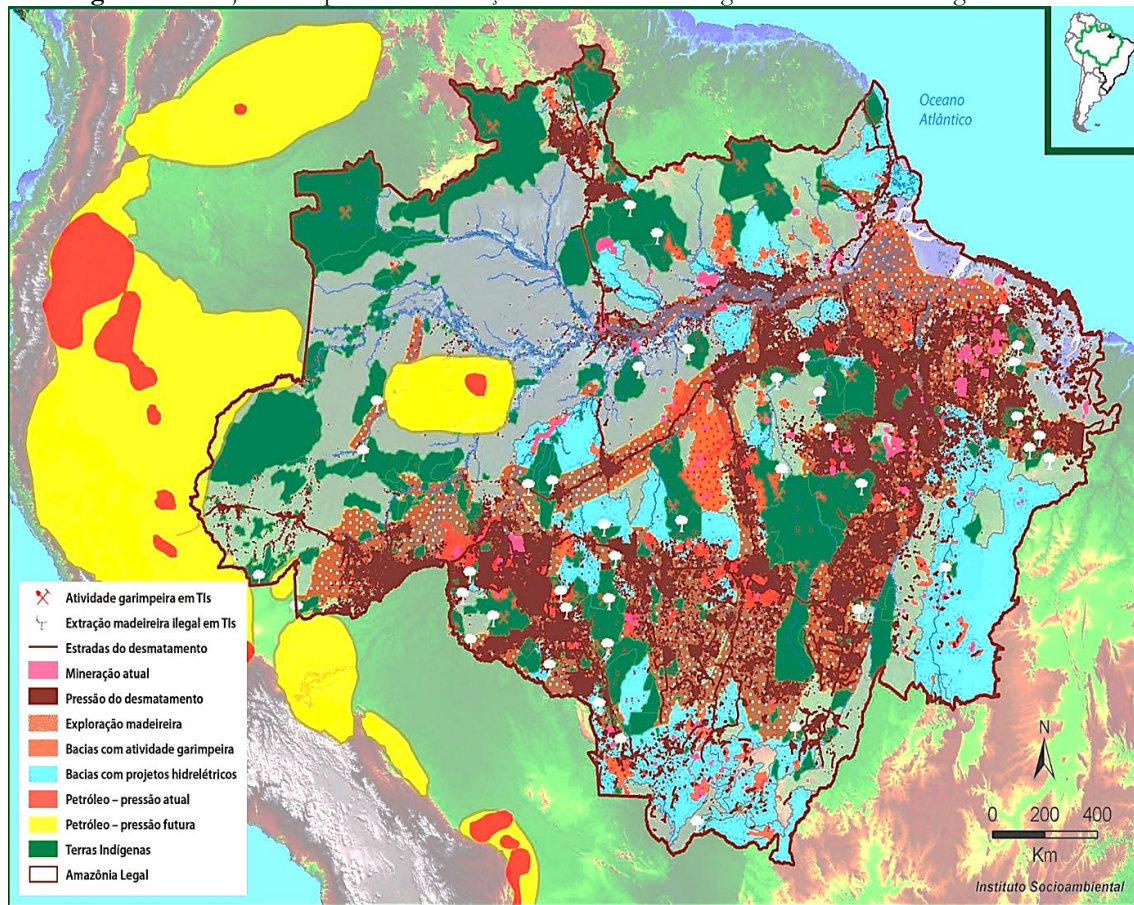 Oceano
Atlântico
Atividade garimpeira em TIs
Extração madeireira ilegal em TIs
Estradas do desmatamento
Mineração atual
Pressão do desmatamento
Exploração madeireira
Bacias com atividade garimpeira
Bacias com projetos hidrelétricos
Petróleo – pressão atual
Petróleo – pressão futura
Terras Indígenas
Amazônia Legal
N
0 200 400
Km
Instituto Socioambiental